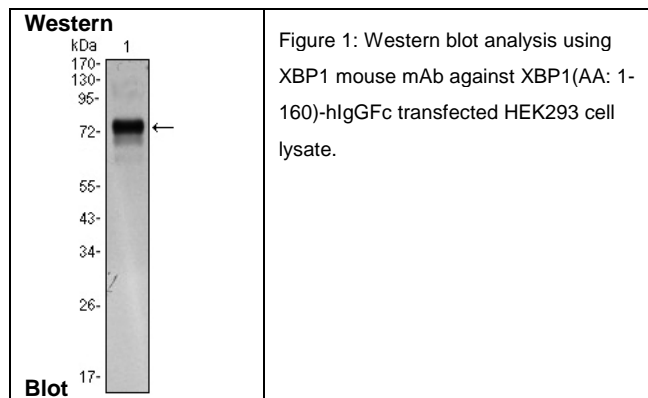 Western
kDa 1
170-
130-
95-
72- ←
55-
43-
34-
26-
17-
Blot
Figure 1: Western blot analysis using
XBP1 mouse mAb against XBP1(AA: 1-
160)-hIgGFc transfected HEK293 cell
lysate.